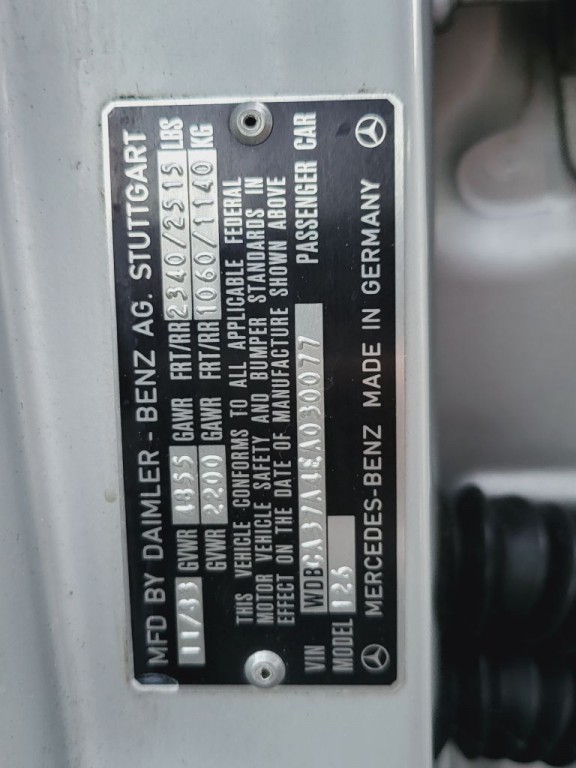 MFD BY DAIMLER - BENZ AG. STUTTGART
11/83 GVWR 4855 GAWR FRT/RR 2340/2515 LBS
GVWR 2200 GAWR FRT/RR 1060/1140 KG
THIS VEHICLE CONFORMS TO ALL APPLICABLE FEDERAL
MOTOR VEHICLE SAFETY AND BUMPER STANDARDS IN
EFFECT ON THE DATE OF MANUFACTURE SHOWN ABOVE
VIN WDBCA37A4EA030077 PASSENGER CAR
MODEL 126
MERCEDES-BENZ MADE IN GERMANY